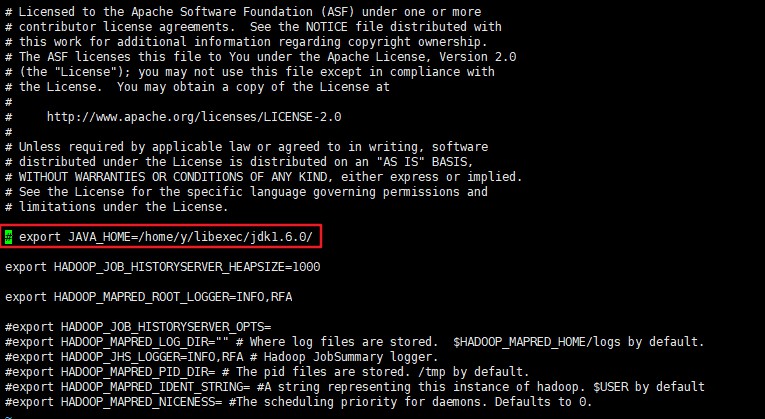 # Licensed to the Apache Software Foundation (ASF) under one or more
# contributor license agreements.  See the NOTICE file distributed with
# this work for additional information regarding copyright ownership.
# The ASF licenses this file to You under the Apache License, Version 2.0
# (the "License"); you may not use this file except in compliance with
# the License.  You may obtain a copy of the License at
#
#     http://www.apache.org/licenses/LICENSE-2.0
#
# Unless required by applicable law or agreed to in writing, software
# distributed under the License is distributed on an "AS IS" BASIS,
# WITHOUT WARRANTIES OR CONDITIONS OF ANY KIND, either express or implied.
# See the License for the specific language governing permissions and
# limitations under the License.
# export JAVA_HOME=/home/y/libexec/jdk1.6.0/
export HADOOP_JOB_HISTORYSERVER_HEAPSIZE=1000
export HADOOP_MAPRED_ROOT_LOGGER=INFO,RFA
#export HADOOP_JOB_HISTORYSERVER_OPTS=
#export HADOOP_MAPRED_LOG_DIR="" # Where log files are stored.  $HADOOP_MAPRED_HOME/logs by default.
#export HADOOP_JHS_LOGGER=INFO,RFA # Hadoop JobSummary logger.
#export HADOOP_MAPRED_PID_DIR= # The pid files are stored. /tmp by default.
#export HADOOP_MAPRED_IDENT_STRING= #A string representing this instance of hadoop. $USER by default
#export HADOOP_MAPRED_NICENESS= #The scheduling priority for daemons. Defaults to 0.
~